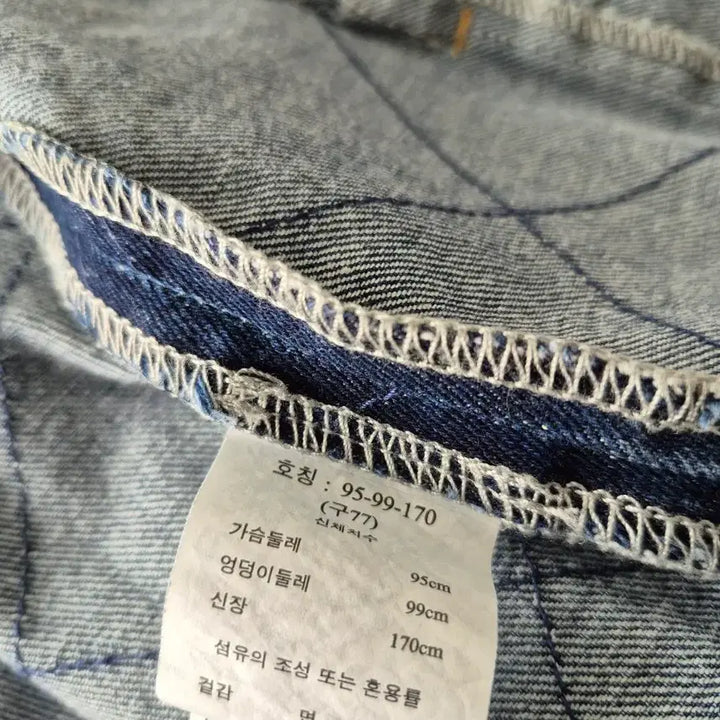 호칭 : 95-99-170
(구77)
신체치수
가슴둘레 95cm
엉덩이둘레 99cm
신장 170cm
섬유의 조성 또는 혼용률
겉감 면